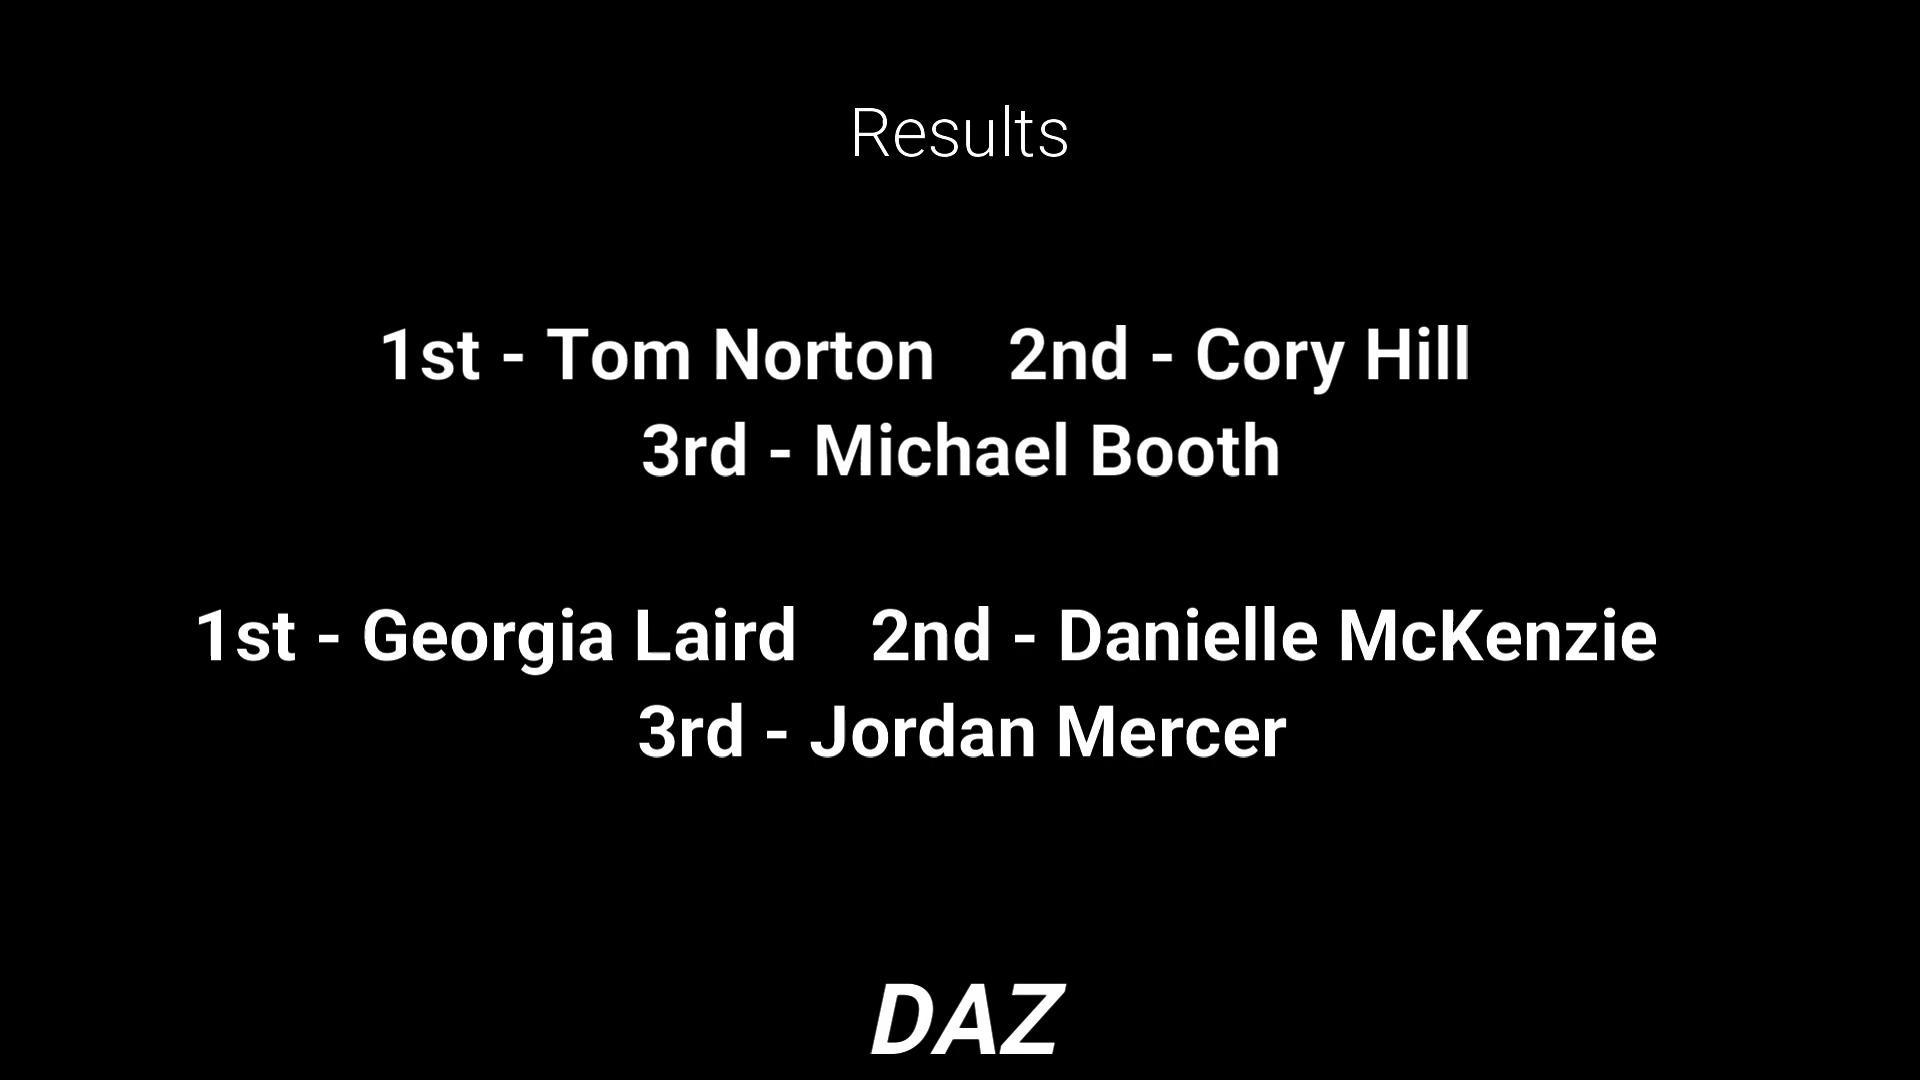 Results
1st - Tom Norton 2nd - Cory Hill
3rd - Michael Booth
1st - Georgia Laird 2nd - Danielle McKenzie
3rd - Jordan Mercer
DAZ